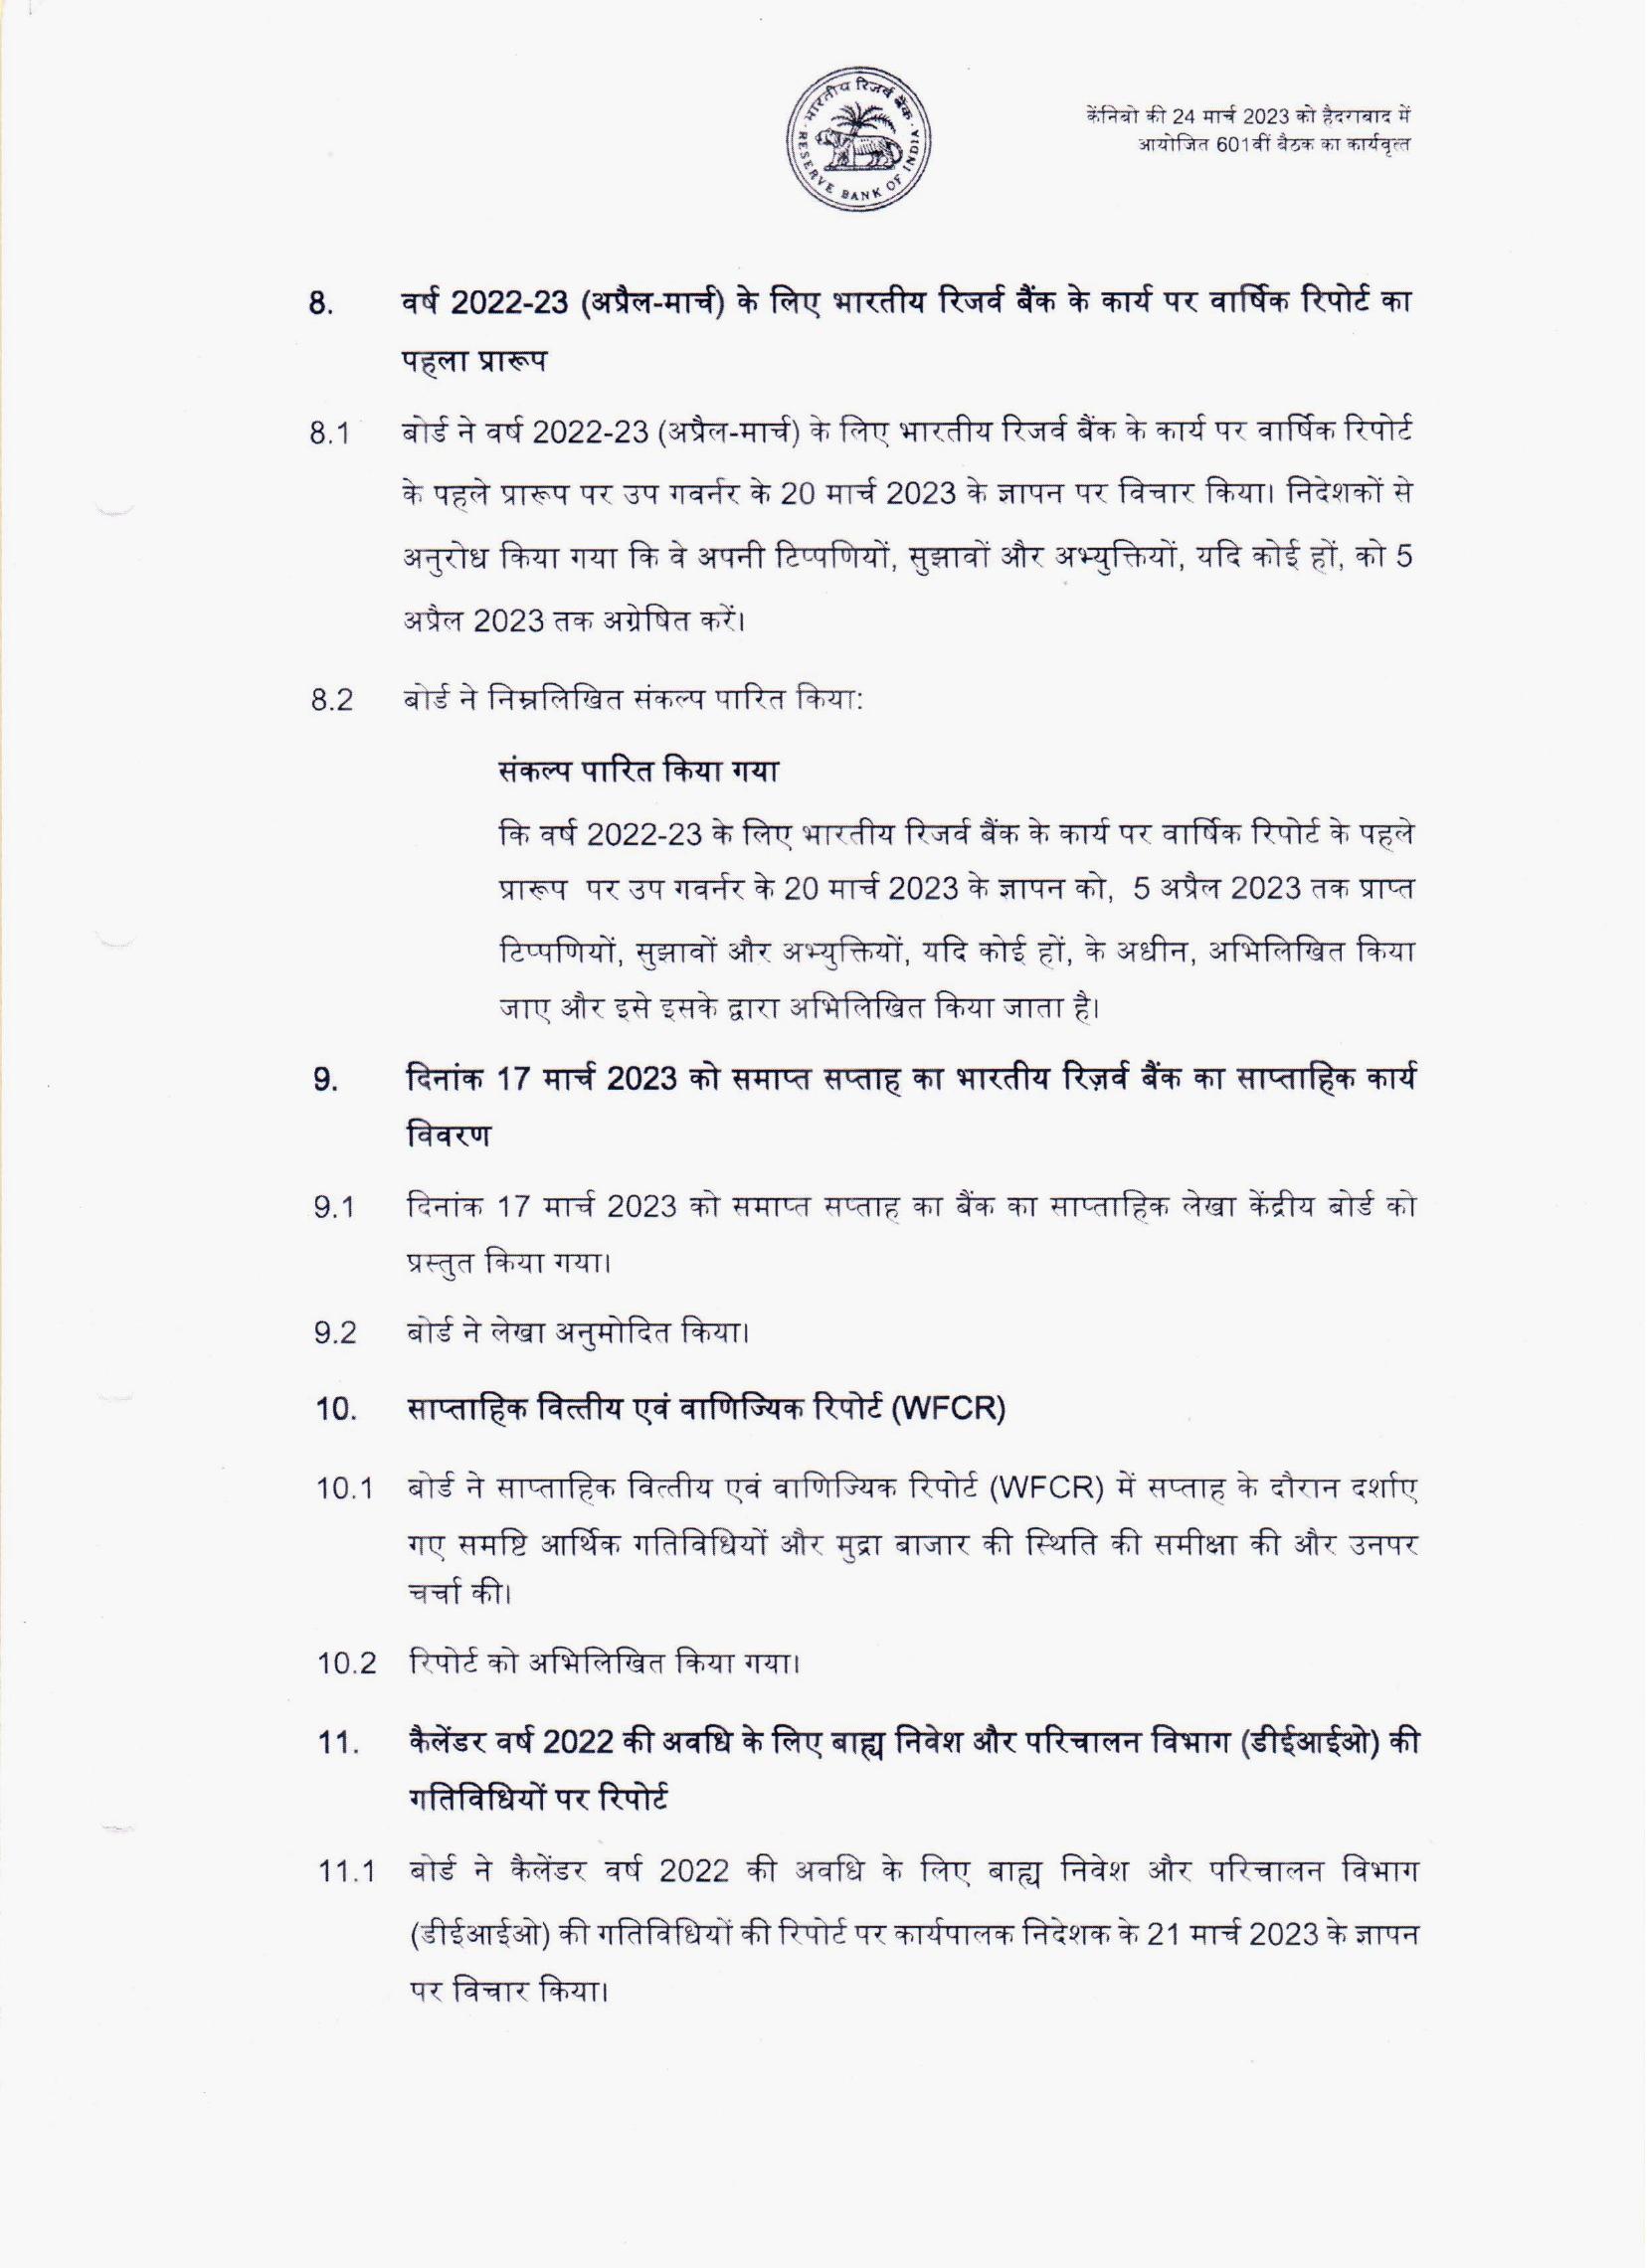 भारतीय रिज़र्व बैंक
RESERVE BANK OF INDIA
केंनिबो की 24 मार्च 2023 को हैदराबाद में
आयोजित 601वीं बैठक का कार्यवृत्त
8. वर्ष 2022-23 (अप्रैल-मार्च) के लिए भारतीय रिजर्व बैंक के कार्य पर वार्षिक रिपोर्ट का
पहला प्रारूप
8.1 बोर्ड ने वर्ष 2022-23 (अप्रैल-मार्च) के लिए भारतीय रिजर्व बैंक के कार्य पर वार्षिक रिपोर्ट
के पहले प्रारूप पर उप गवर्नर के 20 मार्च 2023 के ज्ञापन पर विचार किया। निदेशकों से
अनुरोध किया गया कि वे अपनी टिप्पणियों, सुझावों और अभ्युक्तियों, यदि कोई हों, को 5
अप्रैल 2023 तक अग्रेषित करें।
8.2 बोर्ड ने निम्नलिखित संकल्प पारित किया:
संकल्प पारित किया गया
कि वर्ष 2022-23 के लिए भारतीय रिजर्व बैंक के कार्य पर वार्षिक रिपोर्ट के पहले
प्रारूप पर उप गवर्नर के 20 मार्च 2023 के ज्ञापन को, 5 अप्रैल 2023 तक प्राप्त
टिप्पणियों, सुझावों और अभ्युक्तियों, यदि कोई हों, के अधीन, अभिलिखित किया
जाए और इसे इसके द्वारा अभिलिखित किया जाता है।
9. दिनांक 17 मार्च 2023 को समाप्त सप्ताह का भारतीय रिज़र्व बैंक का साप्ताहिक कार्य
विवरण
9.1 दिनांक 17 मार्च 2023 को समाप्त सप्ताह का बैंक का साप्ताहिक लेखा केंद्रीय बोर्ड को
प्रस्तुत किया गया।
9.2 बोर्ड ने लेखा अनुमोदित किया।
10. साप्ताहिक वित्तीय एवं वाणिज्यिक रिपोर्ट (WFCR)
10.1 बोर्ड ने साप्ताहिक वित्तीय एवं वाणिज्यिक रिपोर्ट (WFCR) में सप्ताह के दौरान दर्शाए
गए समष्टि आर्थिक गतिविधियों और मुद्रा बाजार की स्थिति की समीक्षा की और उनपर
चर्चा की।
10.2 रिपोर्ट को अभिलिखित किया गया।
11. कैलेंडर वर्ष 2022 की अवधि के लिए बाह्य निवेश और परिचालन विभाग (डीईआईओ) की
गतिविधियों पर रिपोर्ट
11.1 बोर्ड ने कैलेंडर वर्ष 2022 की अवधि के लिए बाह्य निवेश और परिचालन विभाग
(डीईआईओ) की गतिविधियों की रिपोर्ट पर कार्यपालक निदेशक के 21 मार्च 2023 के ज्ञापन
पर विचार किया।